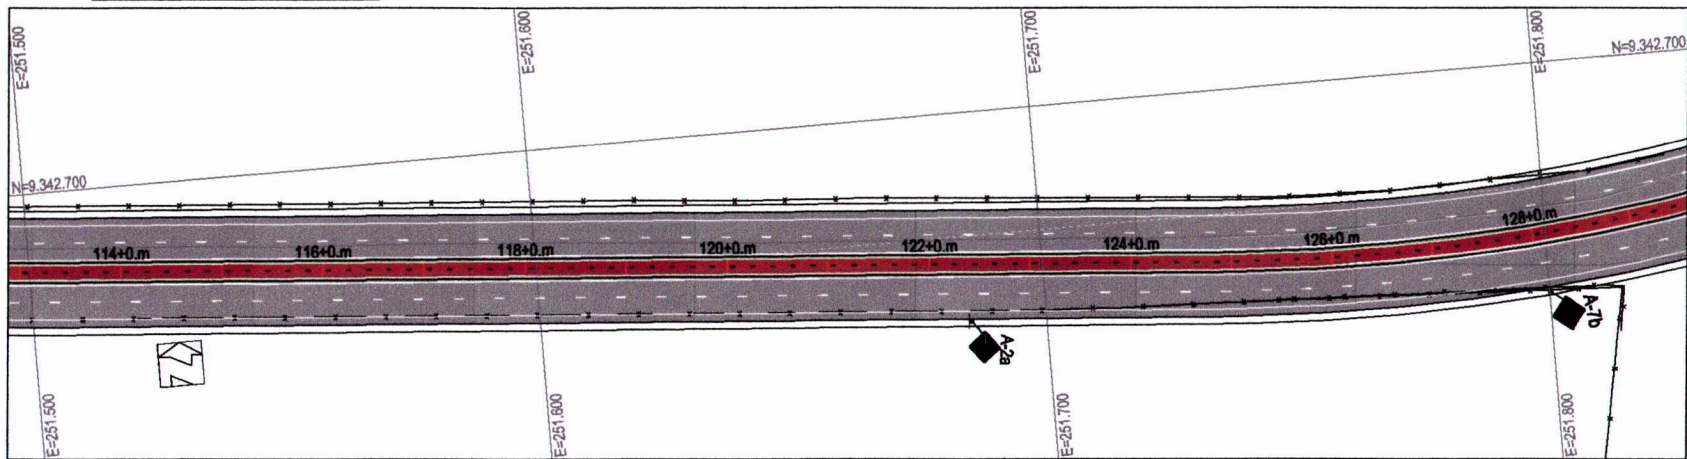 E=251.500
E=251.600
E=251.700
E=251.800
N=9.342.700
N=9.342.700
114+0.m
116+0.m
118+0.m
120+0.m
122+0.m
124+0.m
126+0.m
128+0.m
A-7b
A-2a
E=251.500
E=251.600
E=251.700
E=251.800